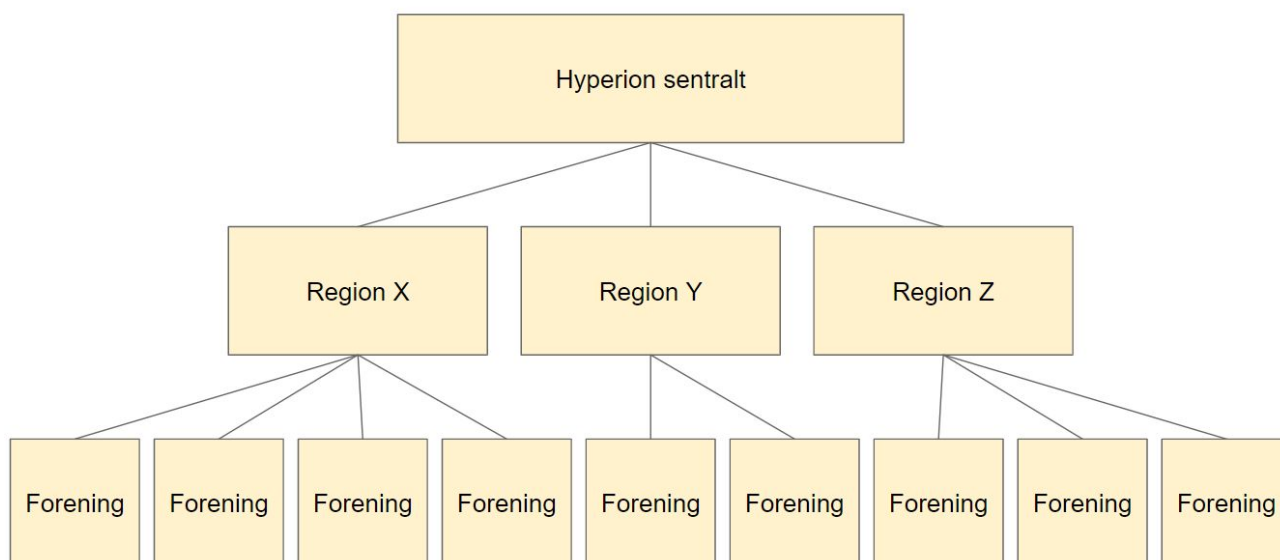 Hyperion sentralt
Region X
Region Y
Region Z
Forening
Forening
Forening
Forening
Forening
Forening
Forening
Forening
Forening